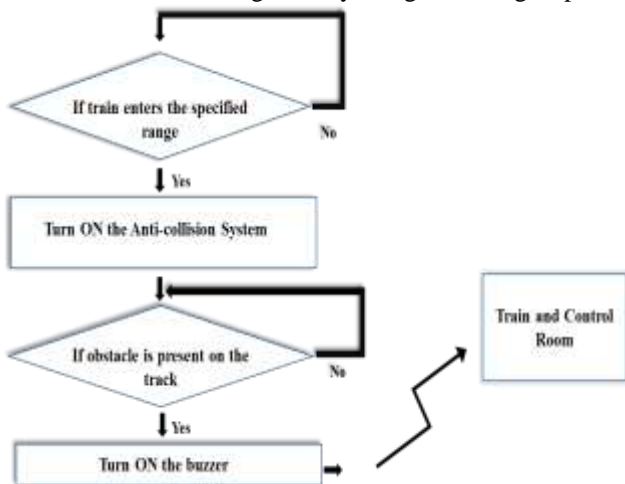 If train enters the specified
range
No
Yes
Turn ON the Anti-collision System
If obstacle is present on the
track
No
Yes
Turn ON the buzzer
Train and Control
Room